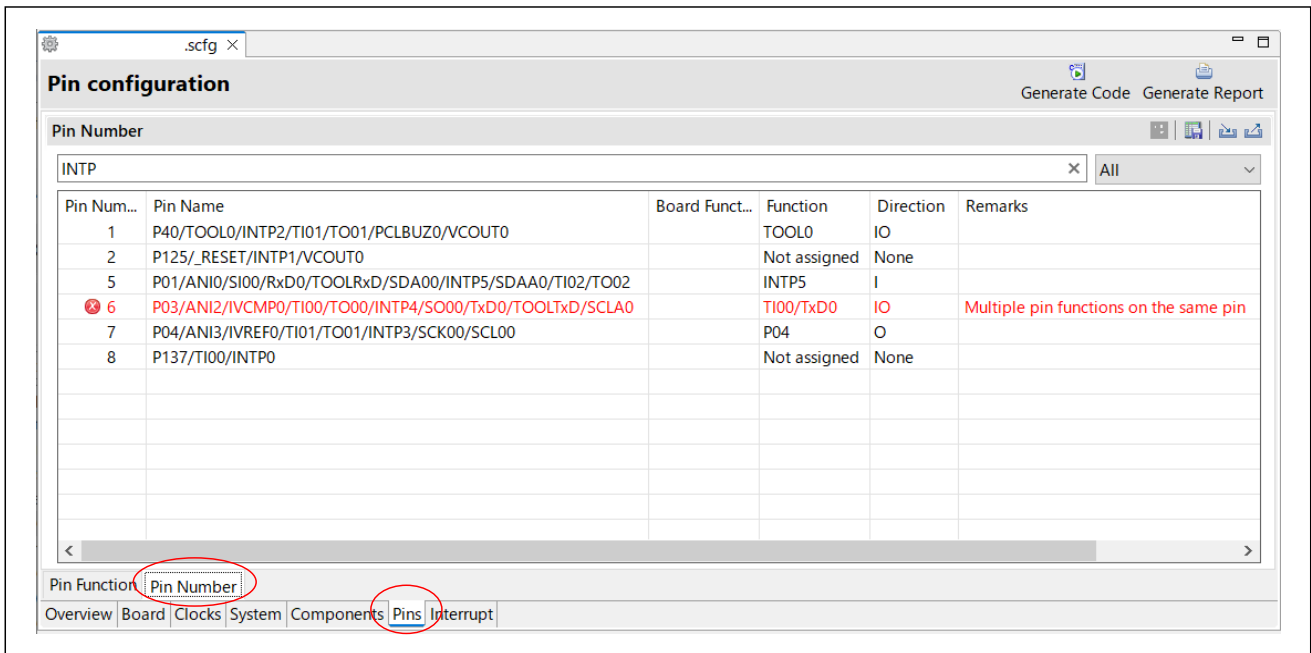 .scfg
Pin configuration
Generate Code Generate Report
Pin Number
INTP All
Pin Num... Pin Name Board Funct... Function Direction Remarks
1 P40/TOOL0/INTP2/TI01/TO01/PCLBUZ0/VCOUT0 TOOL0 IO
2 P125/_RESET/INTP1/VCOUT0 Not assigned None
5 P01/ANI0/SI00/RxD0/TOOLRxD/SDA00/INTP5/SDAA0/TI02/TO02 INTP5 I
6 P03/ANI2/IVCMP0/TI00/TO00/INTP4/SO00/TxD0/TOOLTxD/SCLA0 TI00/TxD0 IO Multiple pin functions on the same pin
7 P04/ANI3/IVREF0/TI01/TO01/INTP3/SCK00/SCL00 P04 O
8 P137/TI00/INTP0 Not assigned None
Pin Function Pin Number
Overview Board Clocks System Components Pins Interrupt